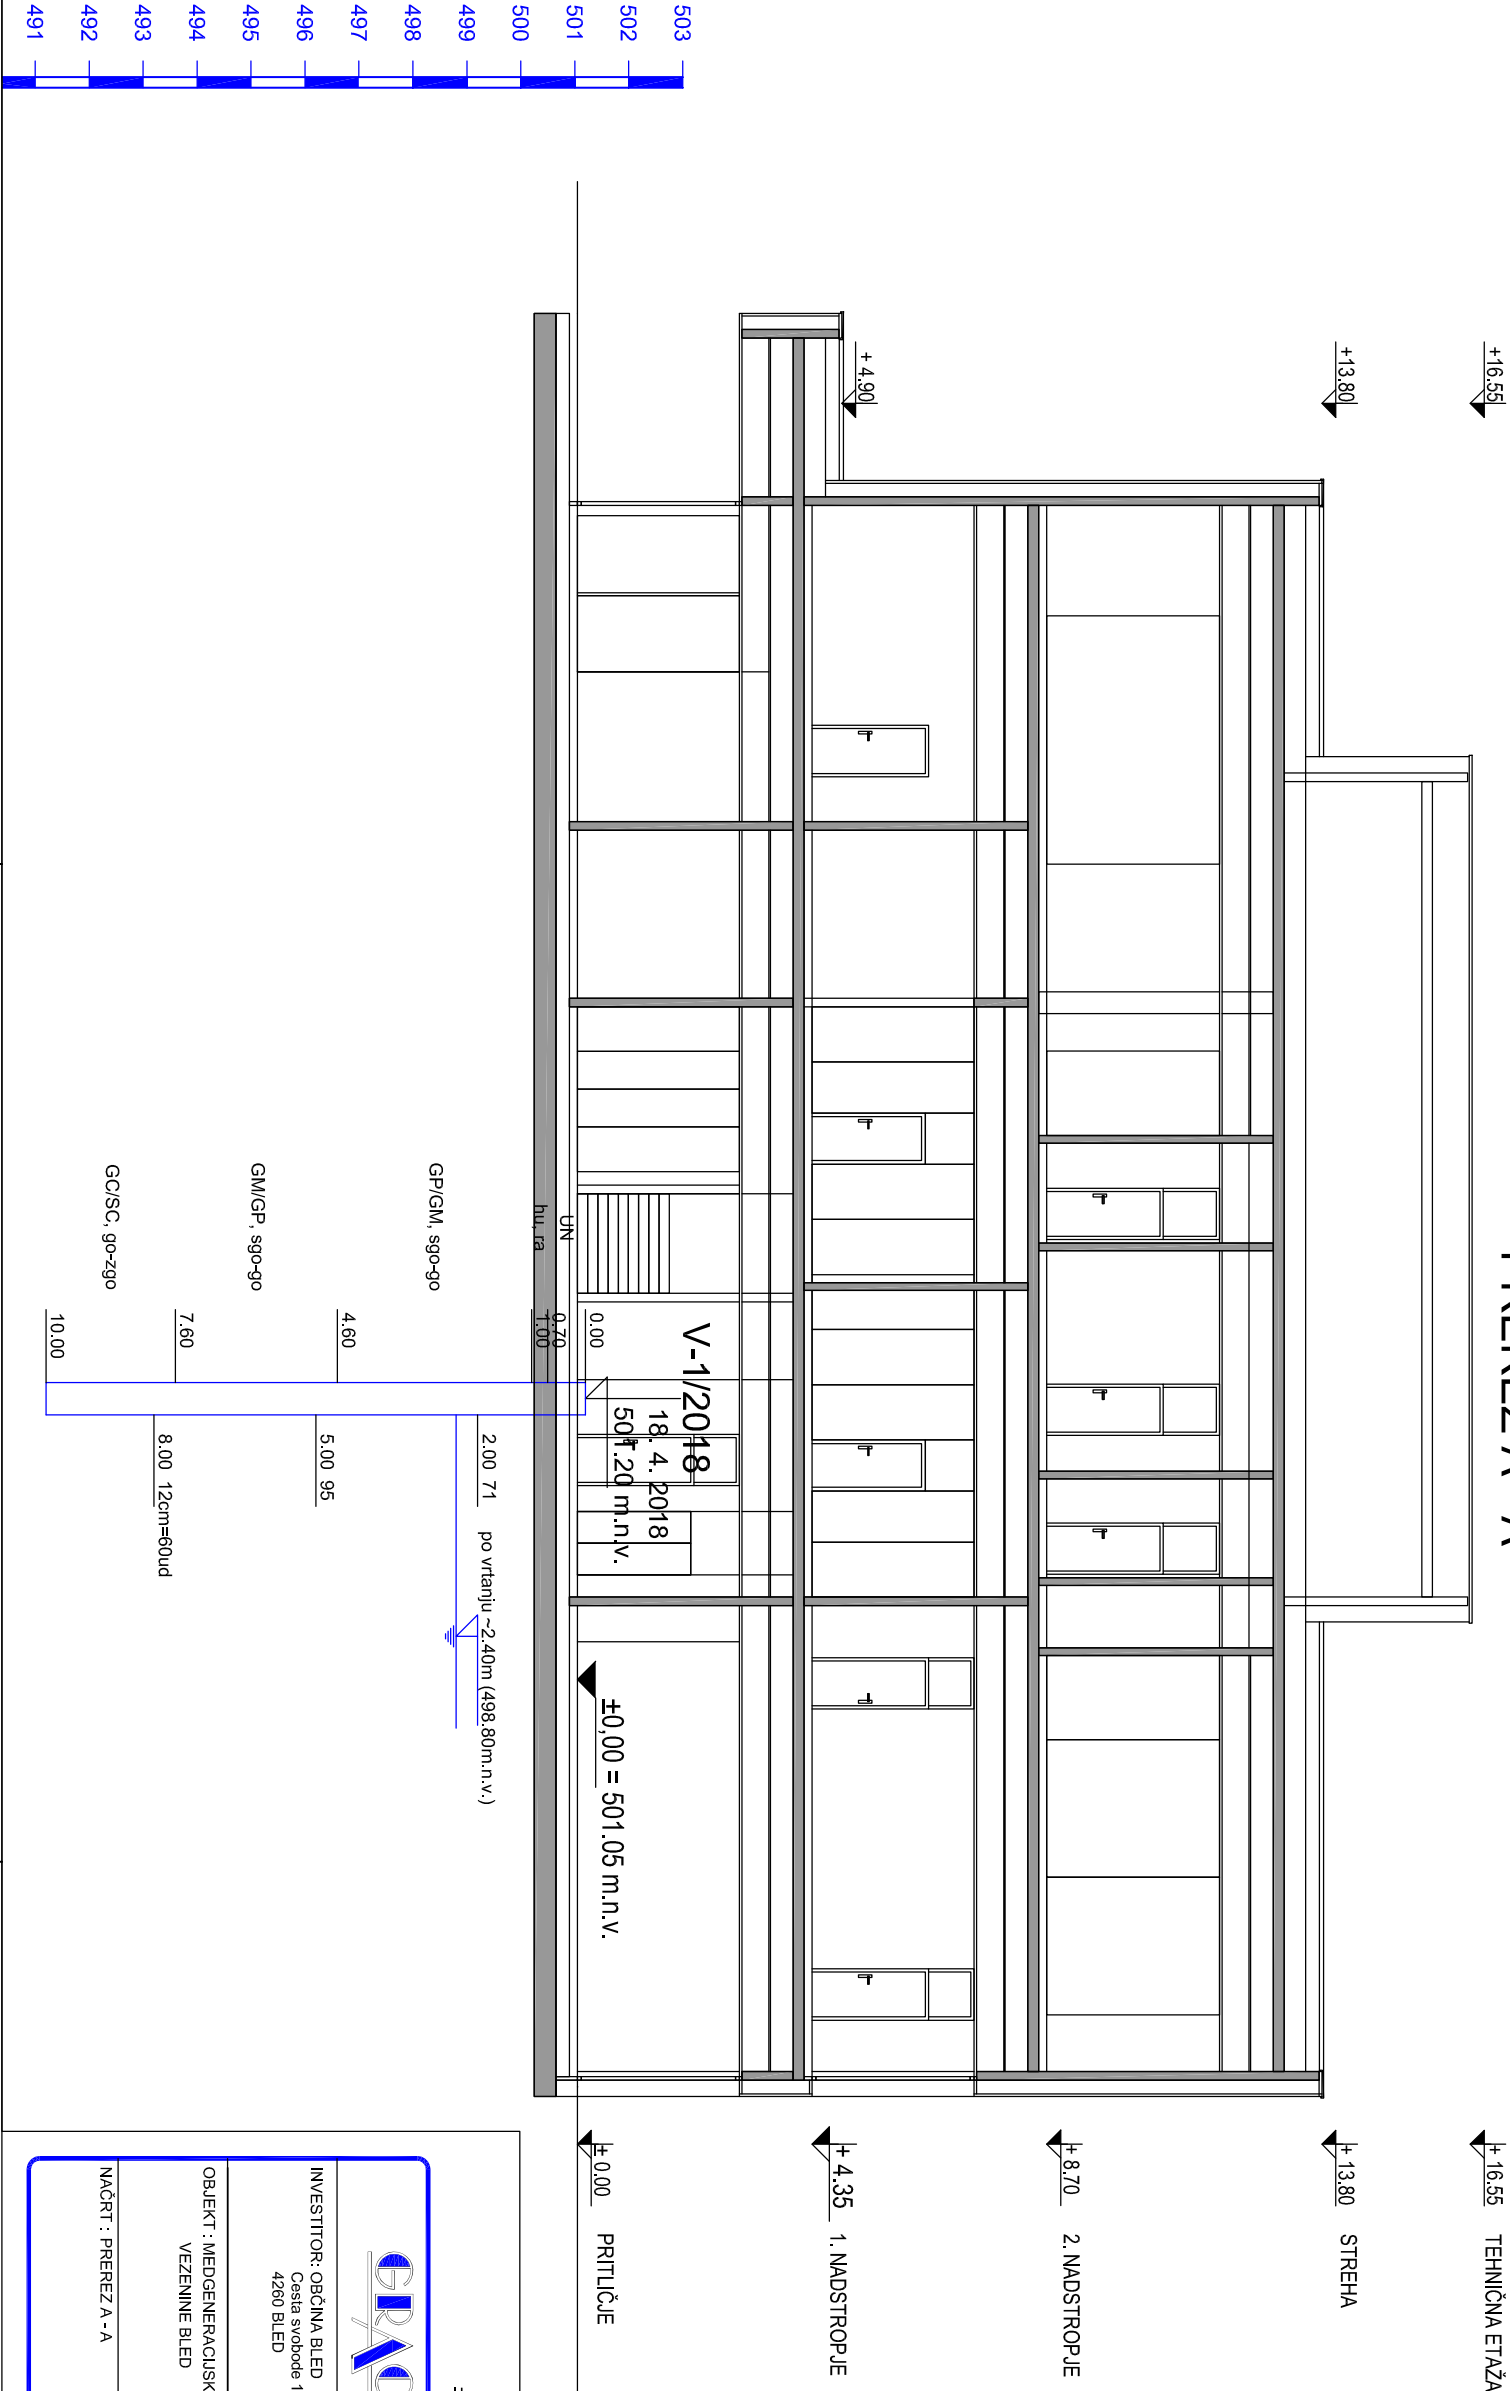 +16.55
+13.80
+ 4.90
+ 16.55 TEHNIČNA ETAŽA
+ 13.80 STREHA
+ 8.70 2. NADSTROPJE
+ 4.35 1. NADSTROPJE
± 0.00 PRITLIČJE
503
502
501
500
499
498
497
496
495
494
493
492
491
V-1/2018
18. 4. 2018
501.20 m.n.v.
±0,00 = 501.05 m.n.v.
0.00
UN
0.70
hu, ra
1.00
2.00 71
po vrtanju ~2.40m (498.80m.n.v.)
GP/GM, sgo-go
4.60
5.00 95
GM/GP, sgo-go
7.60
8.00 12cm=60ud
GC/SC, go-zgo
10.00
INVESTITOR: OBČINA BLED
Cesta svobode 1
4260 BLED
OBJEKT : MEDGENERACIJSK
VEZENINE BLED
NAČRT : PREREZ A - A